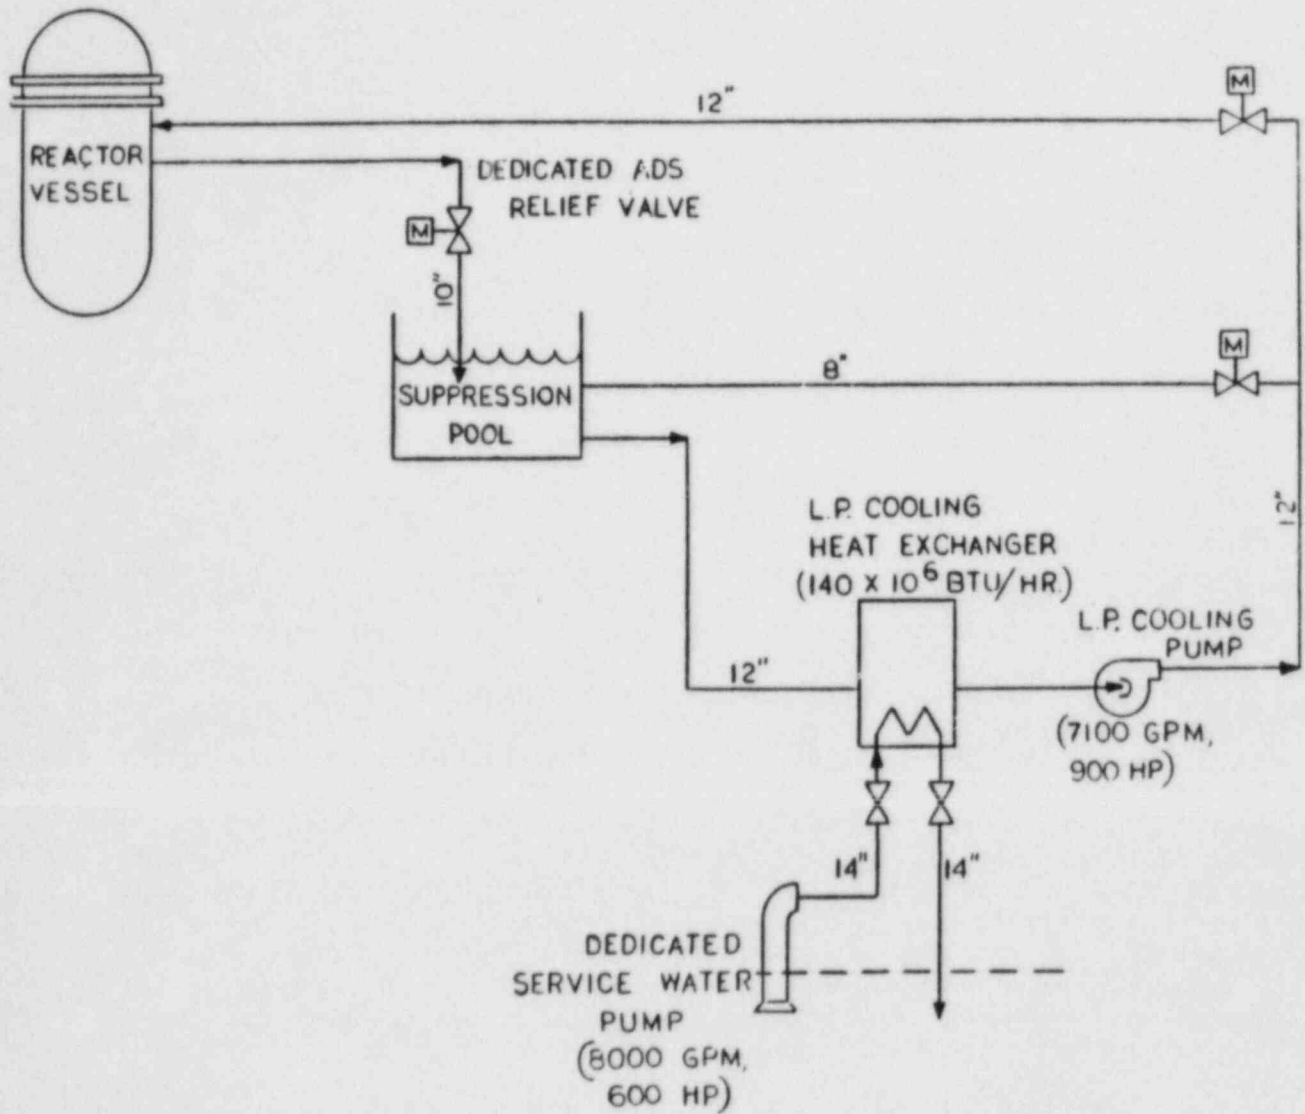 M
12"
REACTOR
VESSEL
DEDICATED ADS
RELIEF VALVE
M
10"
M
8"
SUPPRESSION
POOL
12"
L.P. COOLING
HEAT EXCHANGER
(140 X 10⁶ BTU/HR.)
L.P. COOLING
PUMP
12"
(7100 GPM,
900 HP)
14"
14"
DEDICATED
SERVICE WATER
PUMP
(8000 GPM,
600 HP)